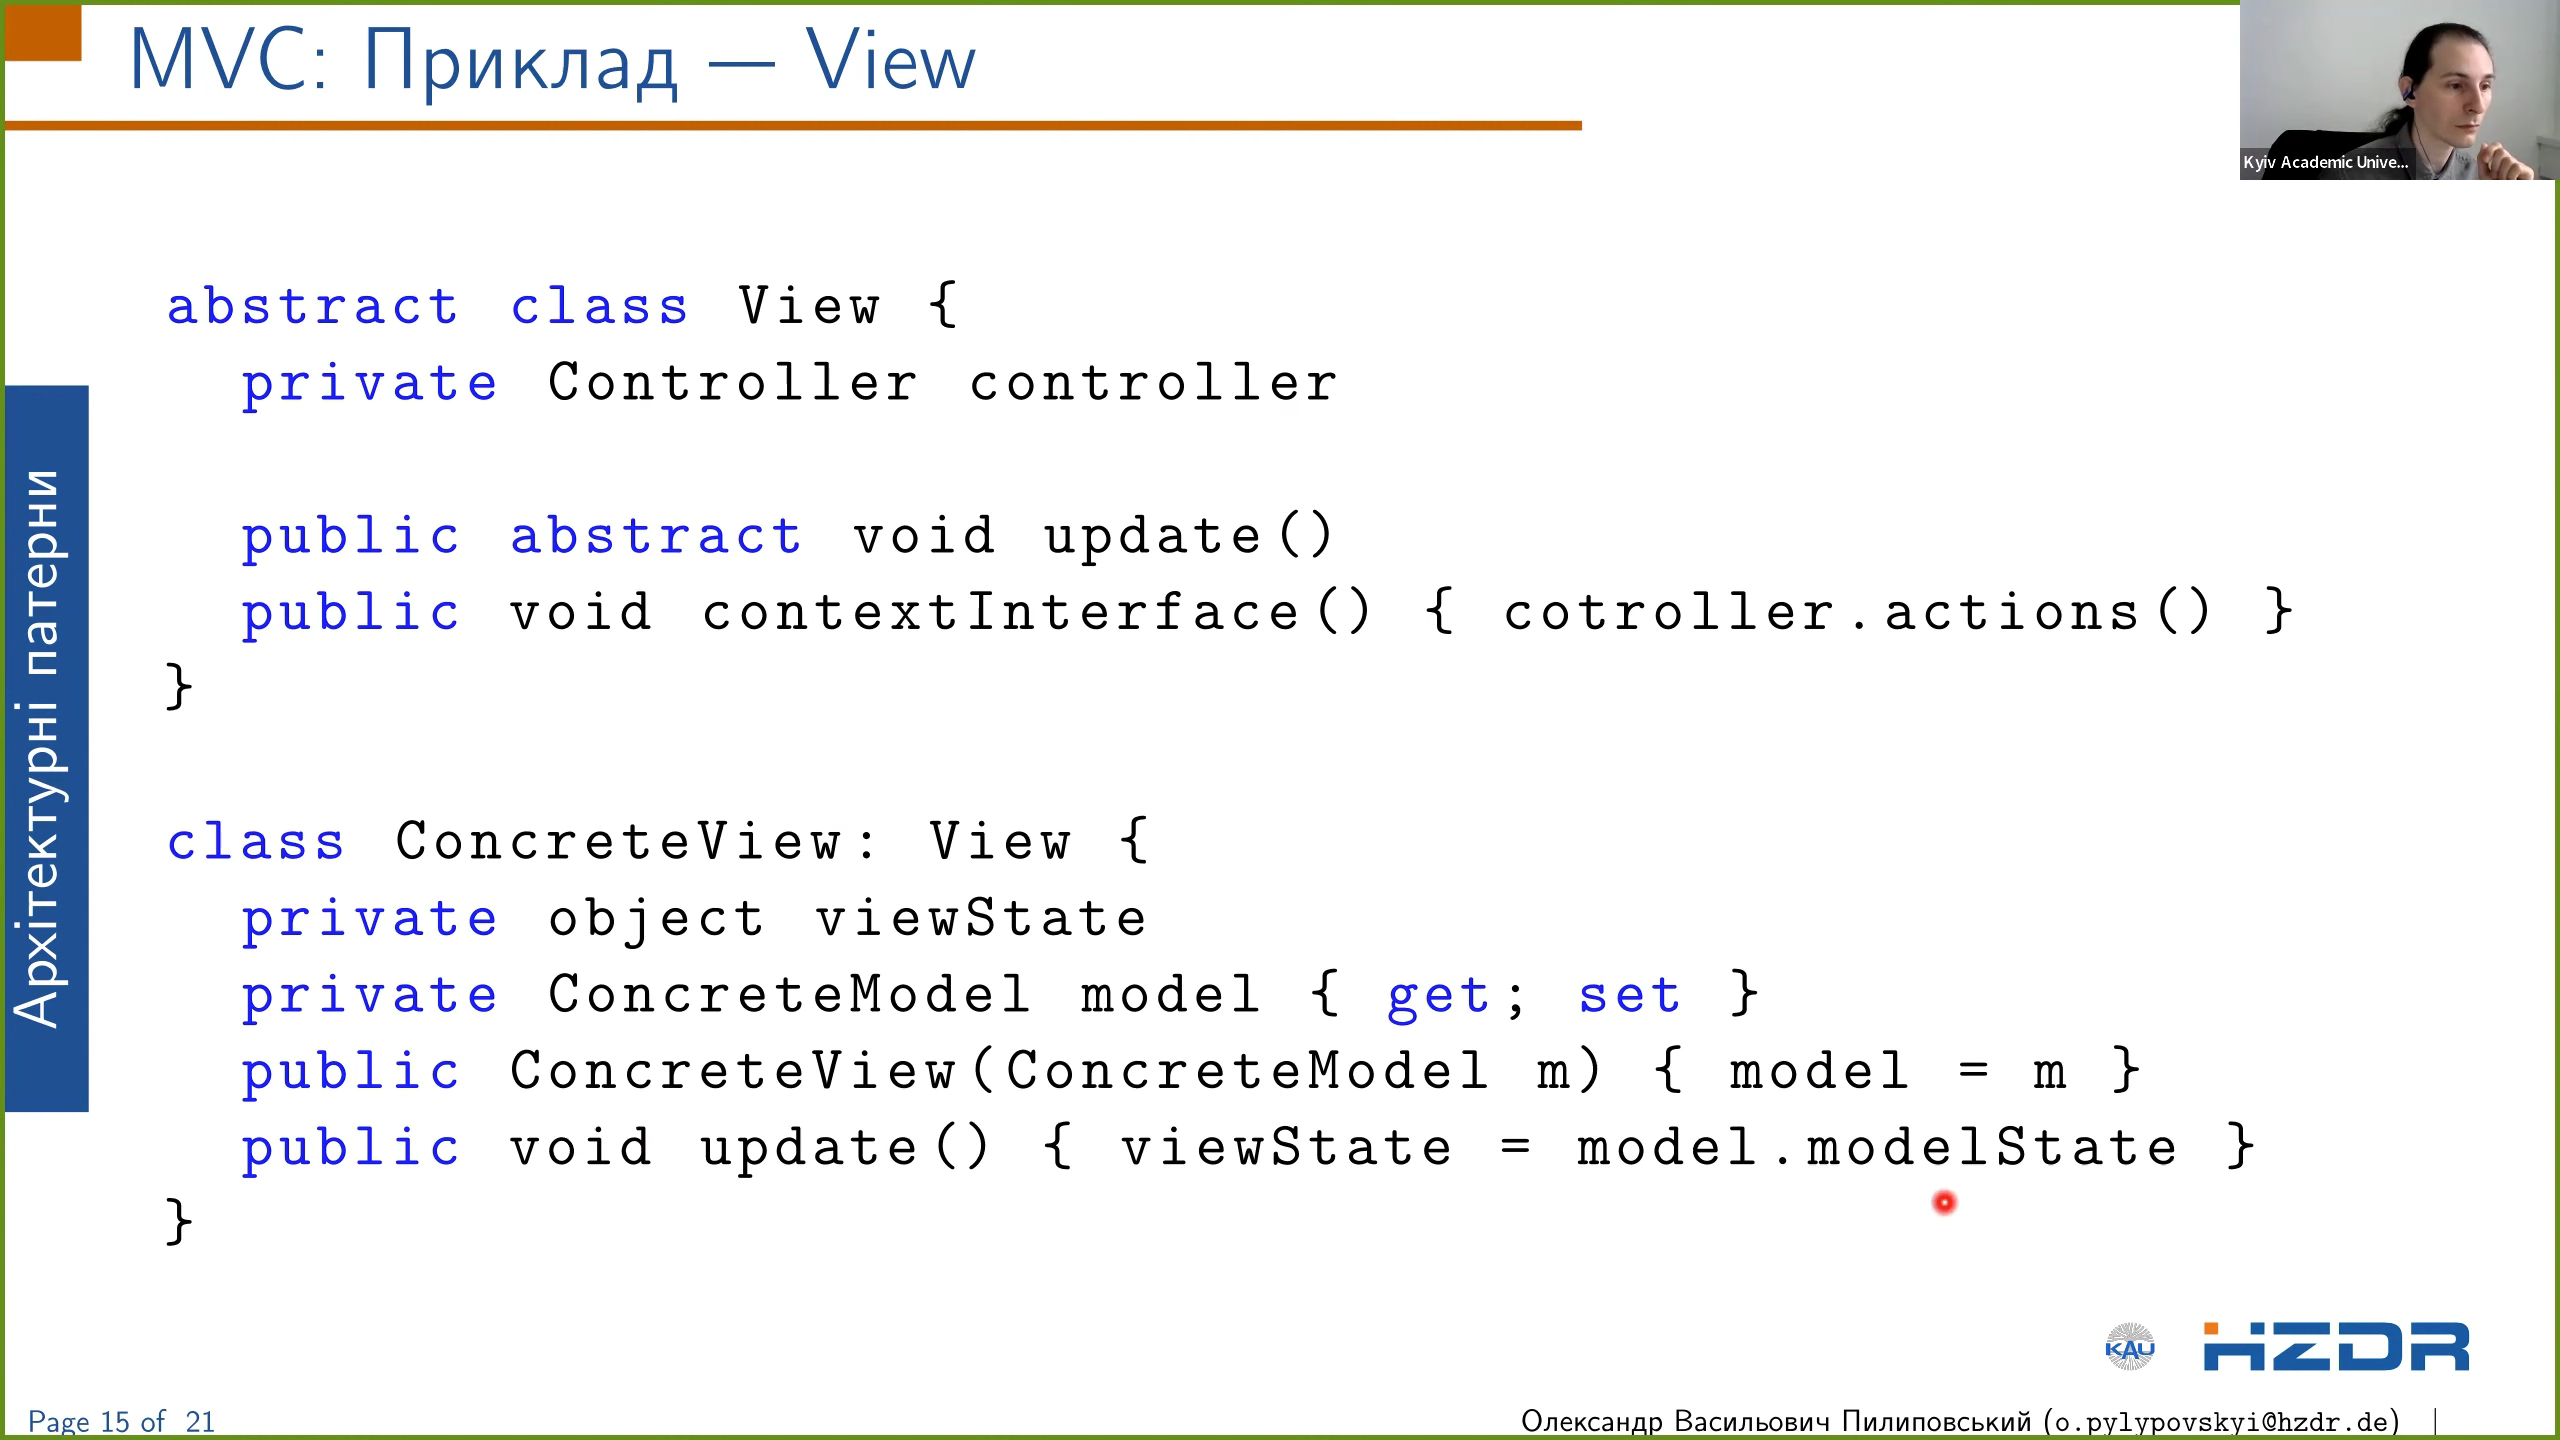 MVC: Приклад — View
Kyiv Academic Unive...
abstract class View {
private Controller controller
public abstract void update()
public void contextInterface() { cotroller.actions() }
}
class ConcreteView: View {
private object viewState
private ConcreteModel model { get; set }
public ConcreteView(ConcreteModel m) { model = m }
public void update() { viewState = model.modelState }
}
Архітектурні патерни
KAU
HZDR
Page 15 of 21
Олександр Васильович Пилиповський (o.pylypovskyi@hzdr.de) |